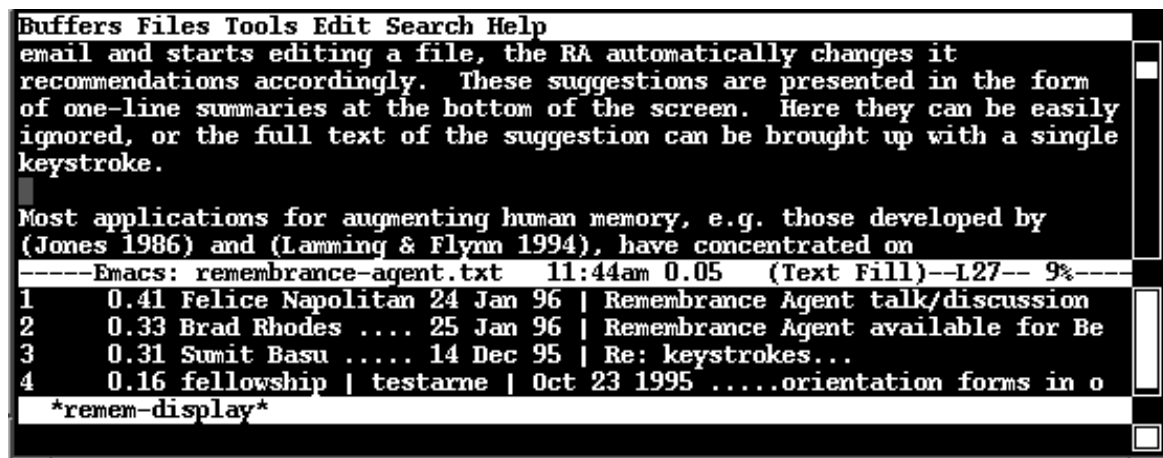 Buffers Files Tools Edit Search Help
email and starts editing a file, the RA automatically changes it
recommendations accordingly.  These suggestions are presented in the form
of one-line summaries at the bottom of the screen.  Here they can be easily
ignored, or the full text of the suggestion can be brought up with a single
keystroke.
Most applications for augmenting human memory, e.g. those developed by
(Jones 1986) and (Lamming & Flynn 1994), have concentrated on
-----Emacs: remembrance-agent.txt   11:44am 0.05   (Text Fill)--L27-- 9%----
1     0.41 Felice Napolitan 24 Jan 96 | Remembrance Agent talk/discussion
2     0.33 Brad Rhodes .... 25 Jan 96 | Remembrance Agent available for Be
3     0.31 Sumit Basu ..... 14 Dec 95 | Re: keystrokes...
4     0.16 fellowship | testarne | Oct 23 1995 .....orientation forms in o
*remem-display*